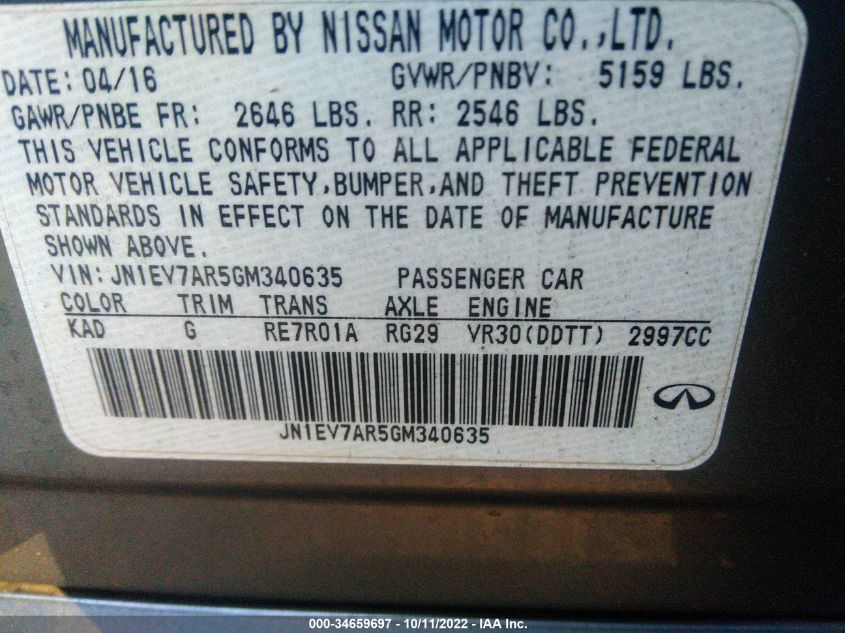 MANUFACTURED BY NISSAN MOTOR CO.,LTD.
DATE: 04/16 GVWR/PNBV: 5159 LBS.
GAWR/PNBE FR: 2646 LBS. RR: 2546 LBS.
THIS VEHICLE CONFORMS TO ALL APPLICABLE FEDERAL
MOTOR VEHICLE SAFETY,BUMPER,AND THEFT PREVENTION
STANDARDS IN EFFECT ON THE DATE OF MANUFACTURE
SHOWN ABOVE.
VIN: JN1EV7AR5GM340635 PASSENGER CAR
COLOR TRIM TRANS AXLE ENGINE
KAD G RE7R01A RG29 VR30(DDTT) 2997CC
JN1EV7AR5GM340635
000-34659697 - 10/11/2022 - IAA Inc.